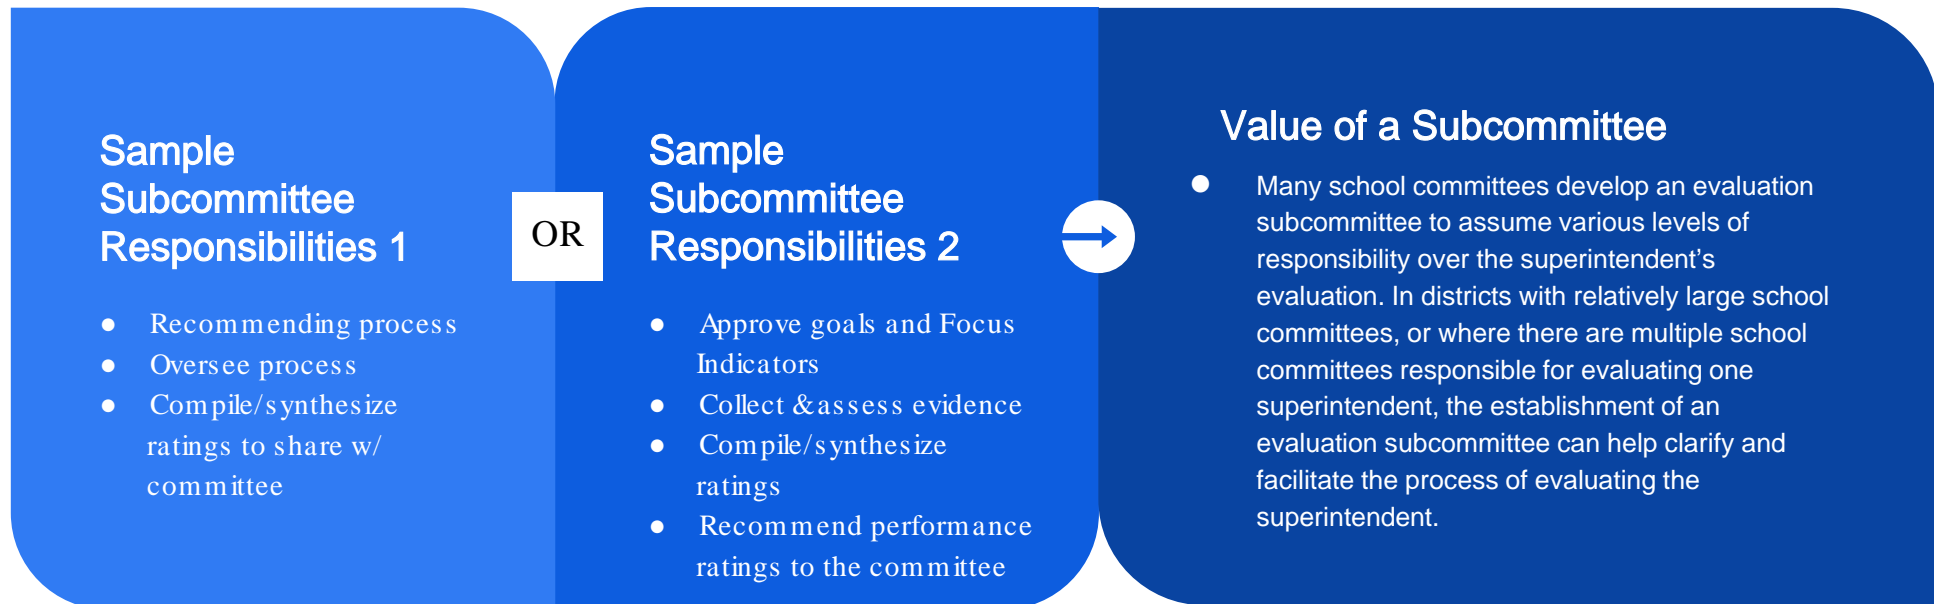 Sample
Subcommittee
Responsibilities 1
● Recommending process
● Oversee process
● Compile/synthesize
ratings to share w/
committee
OR
Sample
Subcommittee
Responsibilities 2
● Approve goals and Focus
Indicators
● Collect &assess evidence
● Compile/synthesize
ratings
● Recommend performance
ratings to the committee
Value of a Subcommittee
● Many school committees develop an evaluation
subcommittee to assume various levels of
responsibility over the superintendent’s
evaluation. In districts with relatively large school
committees, or where there are multiple school
committees responsible for evaluating one
superintendent, the establishment of an
evaluation subcommittee can help clarify and
facilitate the process of evaluating the
superintendent.